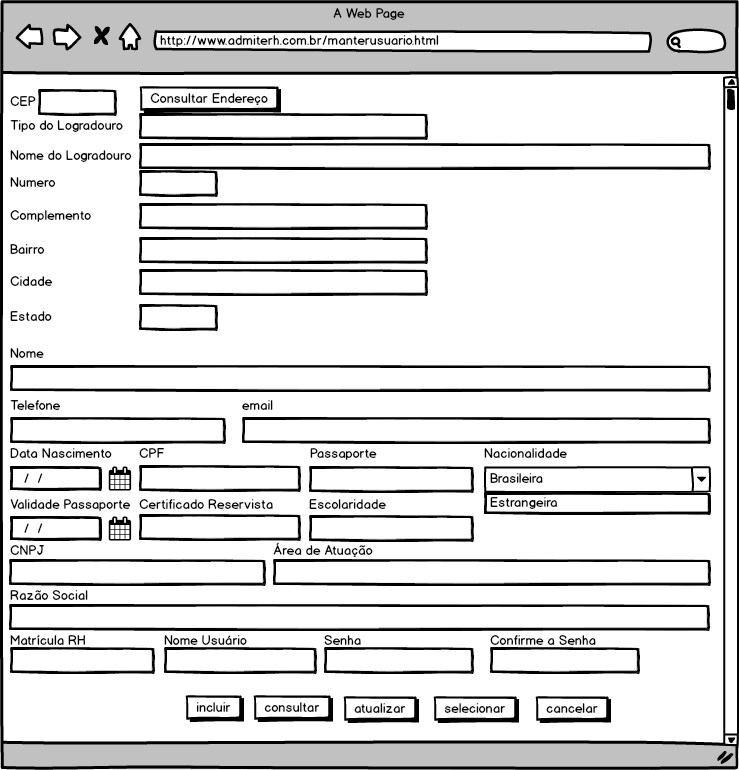 A Web Page
http://www.admiterh.com.br/manterusuario.html
CEP Consultar Endereço
Tipo do Logradouro
Nome do Logradouro
Numero
Complemento
Bairro
Cidade
Estado
Nome
Telefone email
Data Nascimento CPF Passaporte Nacionalidade
/ / Brasileira
Validade Passaporte Certificado Reservista Escolaridade Estrangeira
/ /
CNPJ Área de Atuação
Razão Social
Matrícula RH Nome Usuário Senha Confirme a Senha
incluir consultar atualizar selecionar cancelar